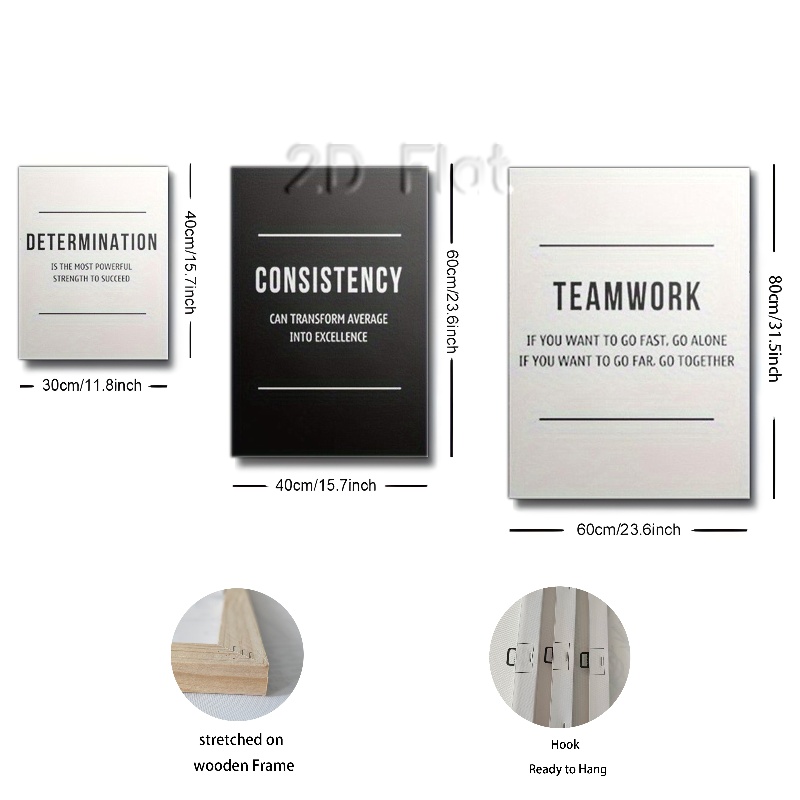 2D Flat
DETERMINATION
IS THE MOST POWERFUL
STRENGTH TO SUCCEED
40cm/15.7inch
30cm/11.8inch
CONSISTENCY
CAN TRANSFORM AVERAGE
INTO EXCELLENCE
60cm/23.6inch
40cm/15.7inch
TEAMWORK
IF YOU WANT TO GO FAST, GO ALONE
IF YOU WANT TO GO FAR, GO TOGETHER
80cm/31.5inch
60cm/23.6inch
stretched on
wooden Frame
Hook
Ready to Hang